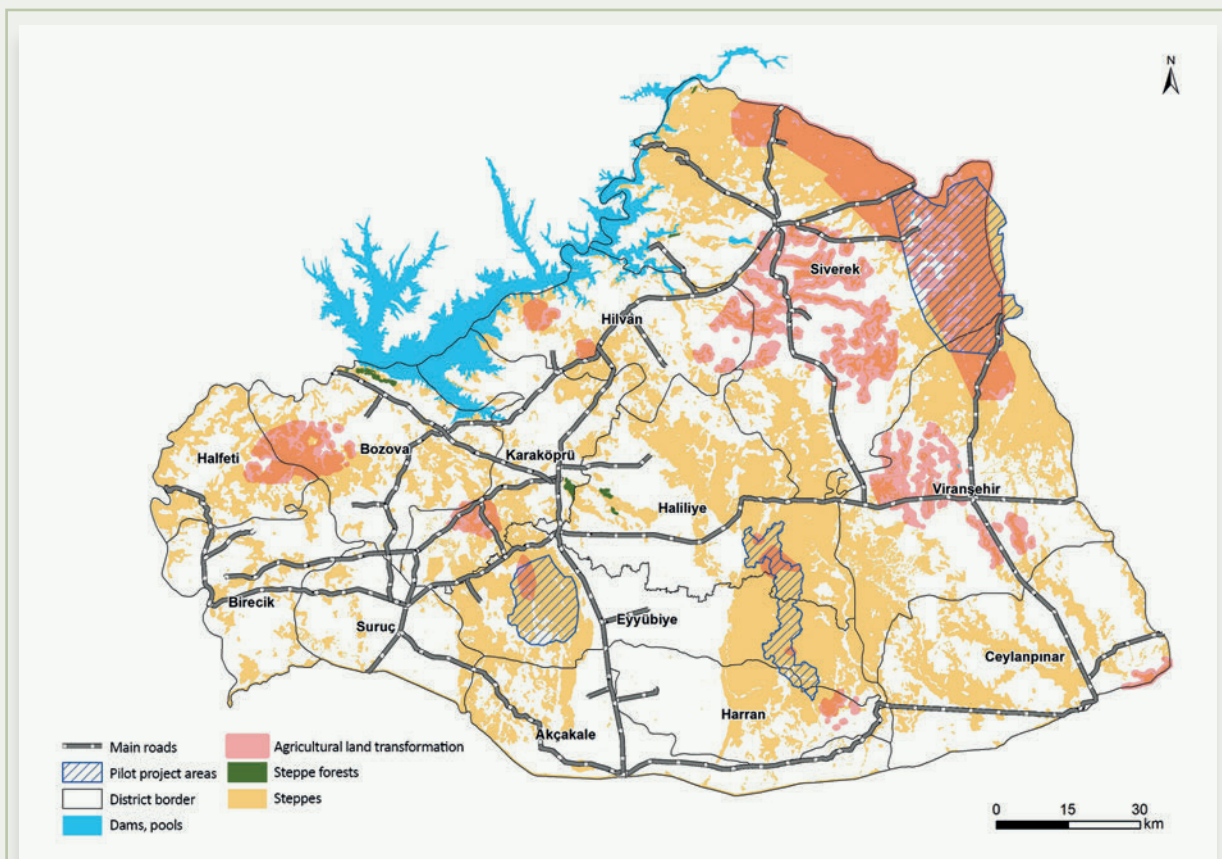 N
Siverek
Hilvan
Halfeti
Bozova
Karaköprü
Viranşehir
Haliliye
Birecik
Suruç
Eyyübiye
Ceylanpınar
Harran
Akçakale
Main roads
Pilot project areas
District border
Dams, pools
Agricultural land transformation
Steppe forests
Steppes
0 15 30
km